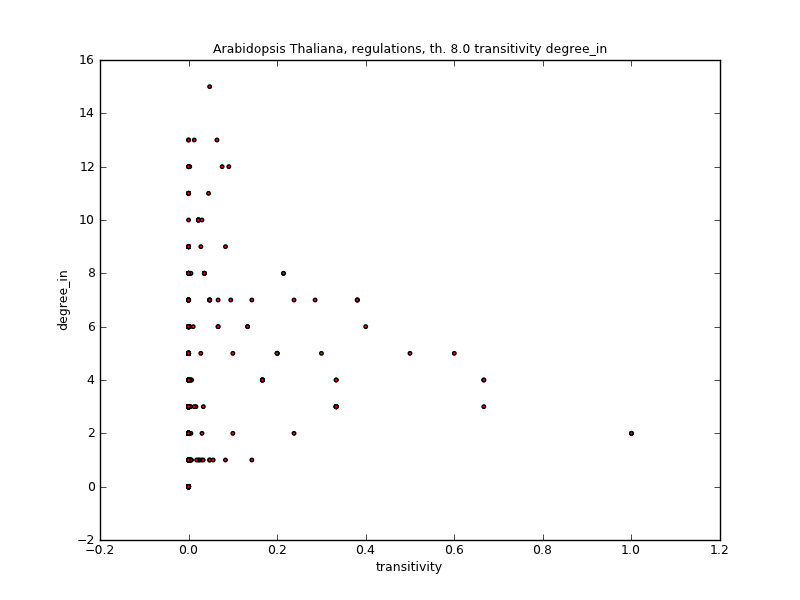 Arabidopsis Thaliana, regulations, th. 8.0 transitivity degree_in
16
14
12
10
8
6
4
2
0
−2
degree_in
−0.2 0.0 0.2 0.4 0.6 0.8 1.0 1.2
transitivity